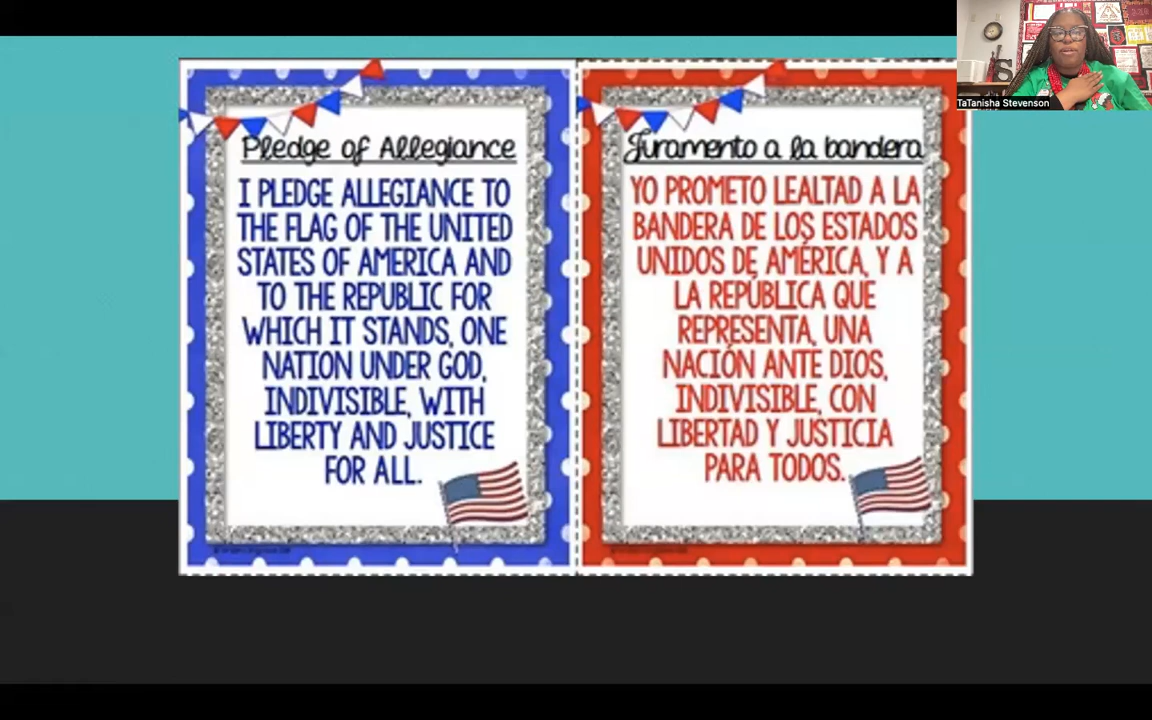 Pledge of Allegiance
I PLEDGE ALLEGIANCE TO
THE FLAG OF THE UNITED
STATES OF AMERICA AND
TO THE REPUBLIC FOR
WHICH IT STANDS, ONE
NATION UNDER GOD,
INDIVISIBLE, WITH
LIBERTY AND JUSTICE
FOR ALL.
Juramento a la bandera
YO PROMETO LEALTAD A LA
BANDERA DE LOS ESTADOS
UNIDOS DE AMÉRICA, Y A
LA REPÚBLICA QUE
REPRESENTA, UNA
NACIÓN ANTE DIOS,
INDIVISIBLE, CON
LIBERTAD Y JUSTICIA
PARA TODOS.
TaTanisha Stevenson